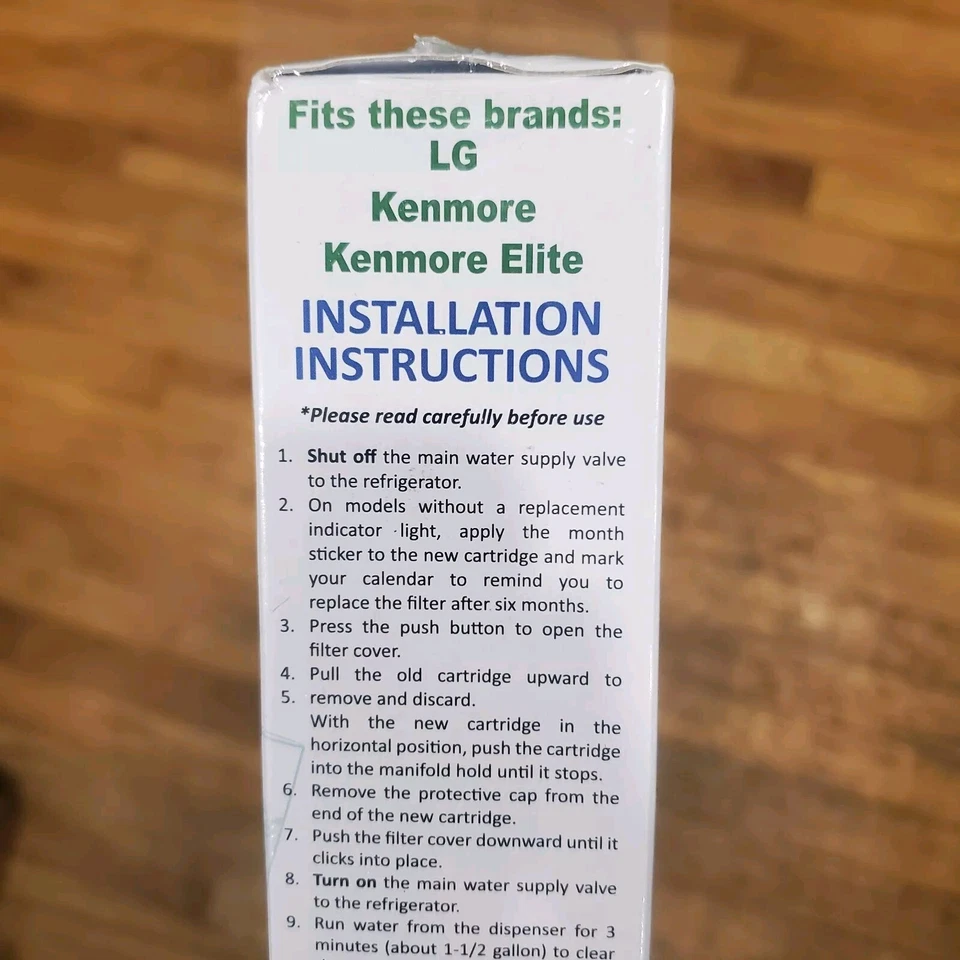 Fits these brands:
LG
Kenmore
Kenmore Elite
INSTALLATION
INSTRUCTIONS
*Please read carefully before use
1. Shut off the main water supply valve
to the refrigerator.
2. On models without a replacement
indicator light, apply the month
sticker to the new cartridge and mark
your calendar to remind you to
replace the filter after six months.
3. Press the push button to open the
filter cover.
4. Pull the old cartridge upward to
5. remove and discard.
With the new cartridge in the
horizontal position, push the cartridge
into the manifold hold until it stops.
6. Remove the protective cap from the
end of the new cartridge.
7. Push the filter cover downward until it
clicks into place.
8. Turn on the main water supply valve
to the refrigerator.
9. Run water from the dispenser for 3
minutes (about 1-1/2 gallon) to clear